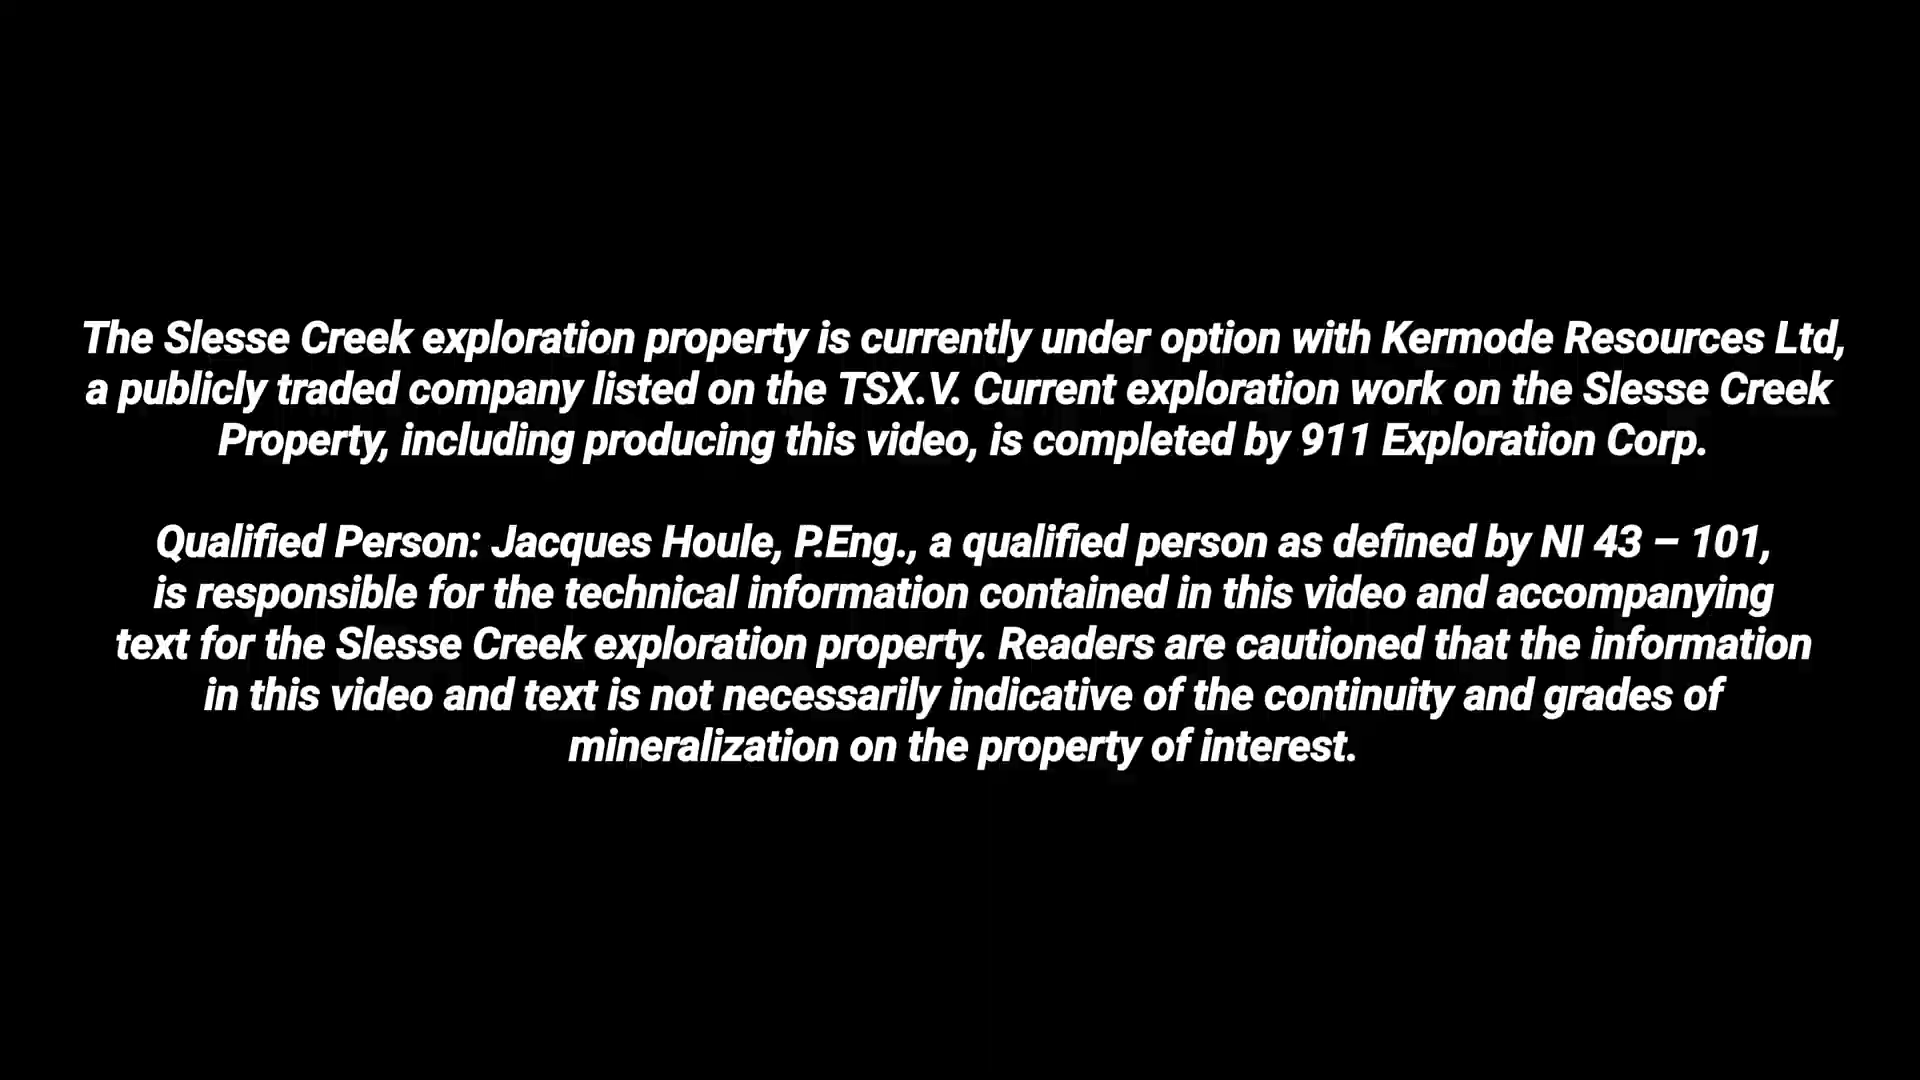 The Slesse Creek exploration property is currently under option with Kermode Resources Ltd,
a publicly traded company listed on the TSX.V. Current exploration work on the Slesse Creek
Property, including producing this video, is completed by 911 Exploration Corp.
Qualified Person: Jacques Houle, P.Eng., a qualified person as defined by NI 43 – 101,
is responsible for the technical information contained in this video and accompanying
text for the Slesse Creek exploration property. Readers are cautioned that the information
in this video and text is not necessarily indicative of the continuity and grades of
mineralization on the property of interest.